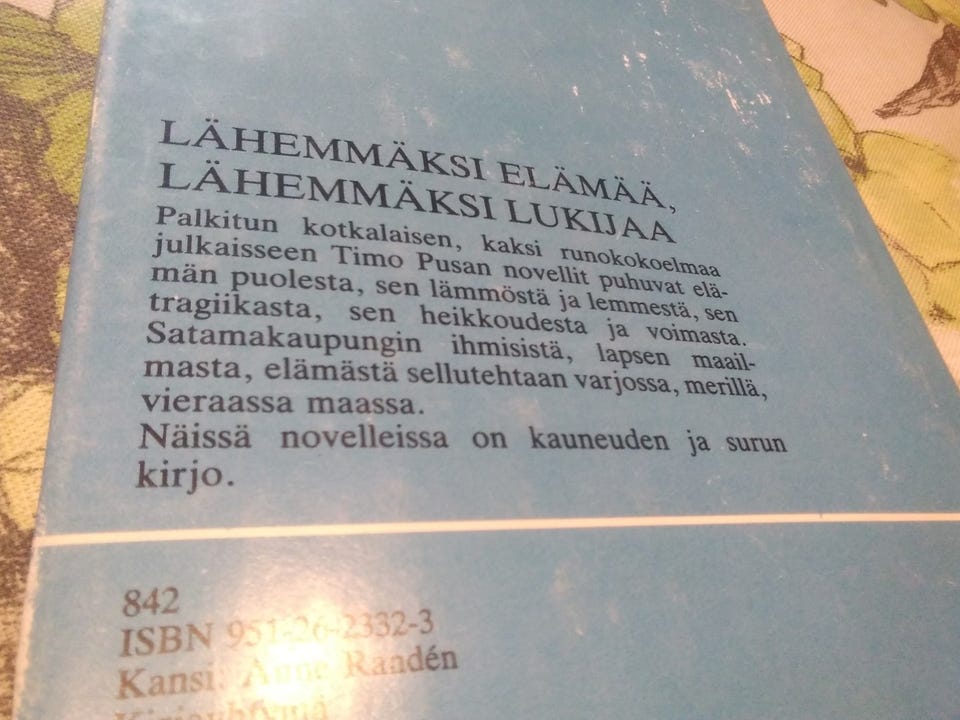 LÄHEMMÄKSI ELÄMÄÄ,
LÄHEMMÄKSI LUKIJAA
Palkitun kotkalaisen, kaksi runokokoelmaa
julkaisseen Timo Pusan novellit puhuvat elä-
män puolesta, sen lämmöstä ja lemmestä, sen
tragiikasta, sen heikkoudesta ja voimasta.
Satamakaupungin ihmisistä, lapsen maail-
masta, elämästä sellutehtaan varjossa, merillä,
vieraassa maassa.
Näissä novelleissa on kauneuden ja surun
kirjo.
842
ISBN 951-26-2332-3
Kansi: Anne Raadén
Kirjayhtymä